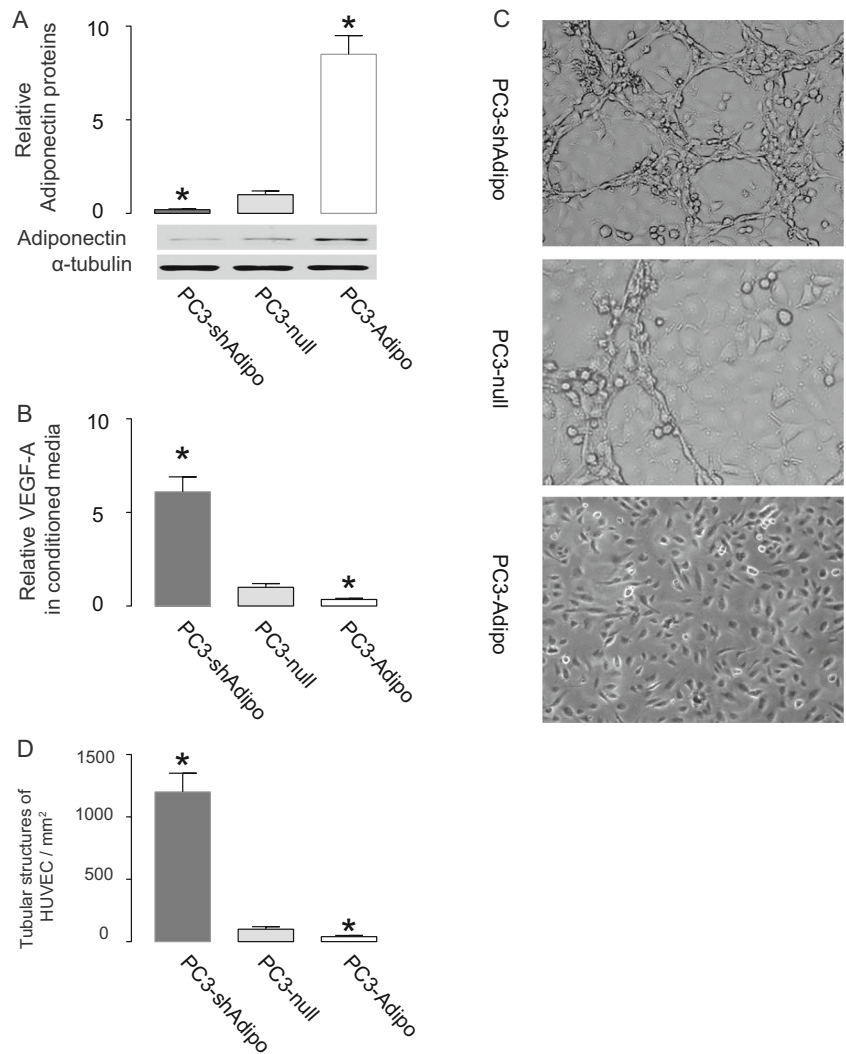 A
10
5
0
Relative
Adiponectin proteins
*
*
Adiponectin
α-tubulin
PC3-shAdipo
PC3-null
PC3-Adipo
B
10
5
0
Relative VEGF-A
in conditioned media
*
*
PC3-shAdipo
PC3-null
PC3-Adipo
C
PC3-shAdipo
PC3-null
PC3-Adipo
D
1500
1000
500
0
Tubular structures of
HUVEC / mm²
*
*
PC3-shAdipo
PC3-null
PC3-Adipo